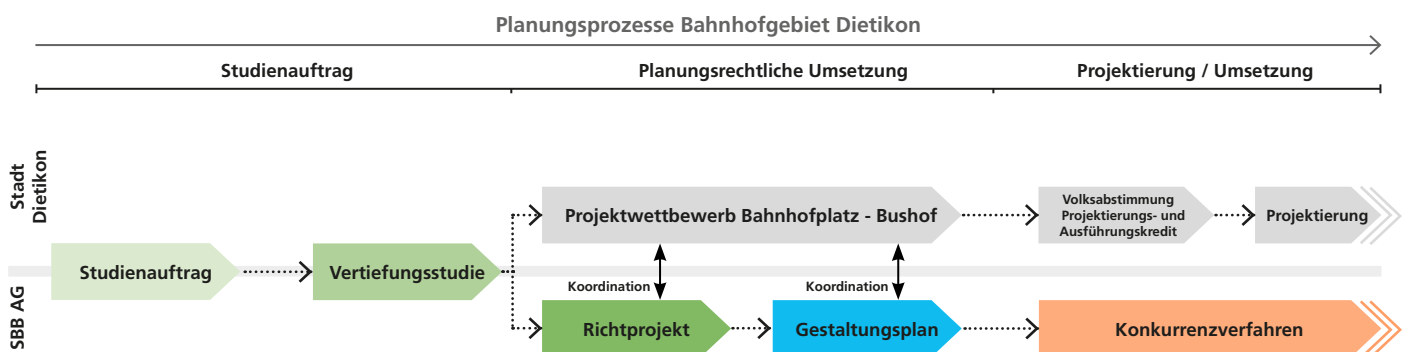 Planungsprozesse Bahnhofgebiet Dietikon
Studienauftrag
Planungsrechtliche Umsetzung
Projektierung / Umsetzung
Stadt
Dietikon
Projektwettbewerb Bahnhofplatz - Bushof
Volksabstimmung
Projektierungs- und
Ausführungskredit
Projektierung
Studienauftrag
Vertiefungsstudie
Koordination
Koordination
SBB AG
Richtprojekt
Gestaltungsplan
Konkurrenzverfahren